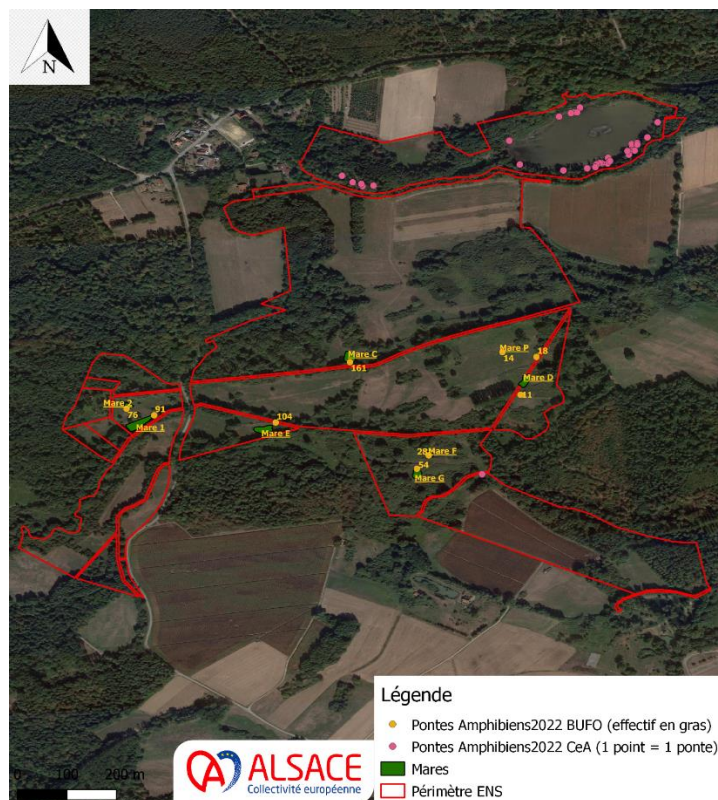 N
Mare C
161
Mare P
14
18
Mare D
11
Mare 2
76
91
Mare 1
104
Mare E
28
Mare F
54
Mare G
Légende
Pontes Amphibiens2022 BUFO (effectif en gras)
Pontes Amphibiens2022 CeA (1 point = 1 ponte)
Mares
Périmètre ENS
0 100 200 m
ALSACE
Collectivité européenne